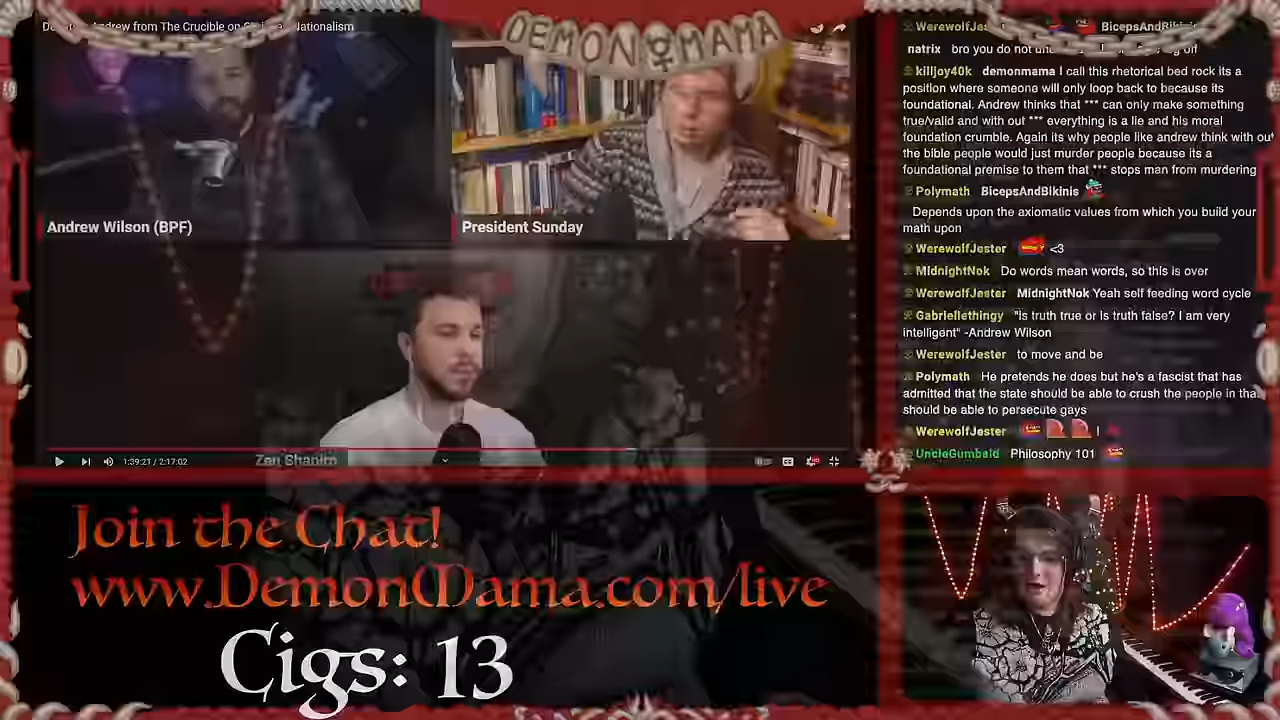 Andrew from The Crucible on
Nationalism
DEMON MAMA
Andrew Wilson (BPF)
President Sunday
Zen Shapiro
1:39:21 / 2:17:02
BicepsAndBikinis
natrix bro you do not
killjoy40k demonmama I call this rhetorical bed rock its a
position where someone will only loop back to because its
foundational. Andrew thinks that *** can only make something
true/valid and with out *** everything is a lie and his moral
foundation crumble. Again its why people like andrew think with out
the bible people would just murder people because its a
foundational premise to them that *** stops man from murdering
Polymath BicepsAndBikinis
Depends upon the axiomatic values from which you build your
math upon
WerewolfJester <3
MidnightNok Do words mean words, so this is over
WerewolfJester MidnightNok Yeah self feeding word cycle
Gabriellethingy "Is truth true or is truth false? I am very
intelligent" -Andrew Wilson
WerewolfJester to move and be
Polymath He pretends he does but he's a fascist that has
admitted that the state should be able to crush the people in
should be able to persecute gays
WerewolfJester
UncleGumbald Philosophy 101
Join the Chat!
www.DemonMama.com/live
Cigs: 13